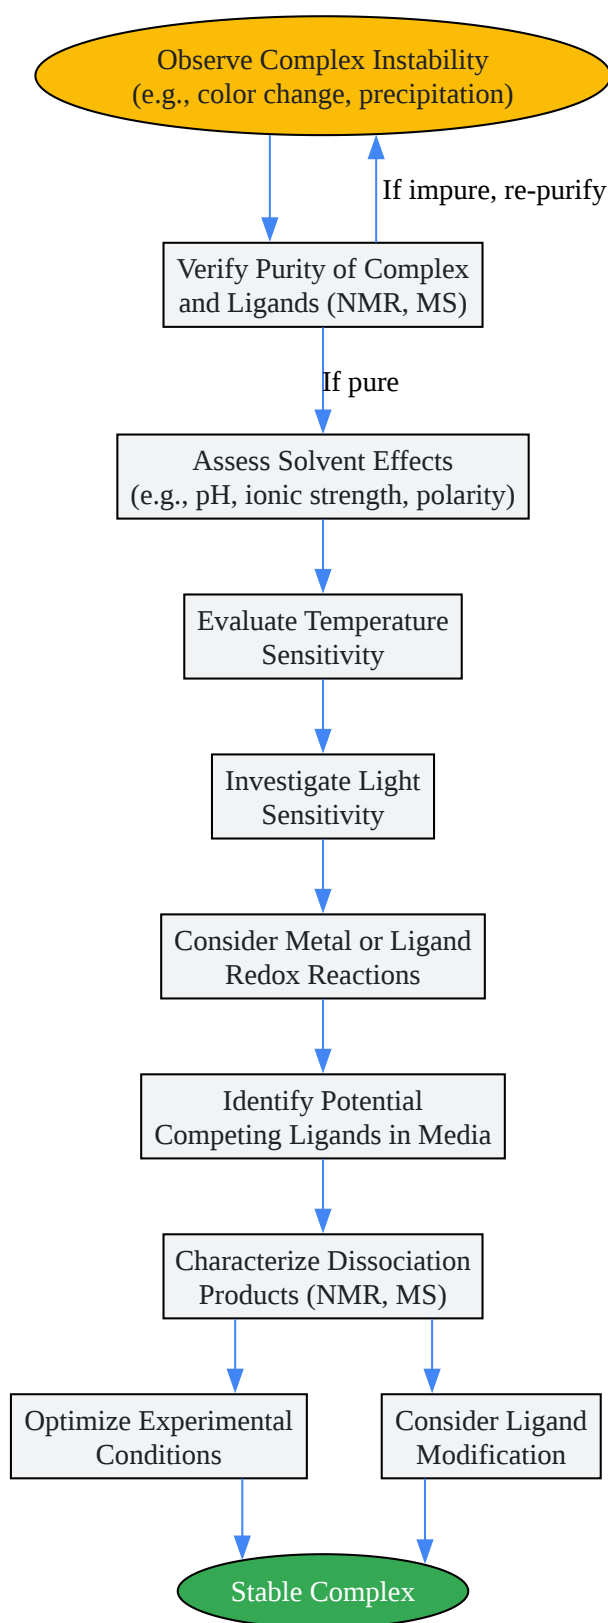 Observe Complex Instability
(e.g., color change, precipitation)
If impure, re-purify
Verify Purity of Complex
and Ligands (NMR, MS)
If pure
Assess Solvent Effects
(e.g., pH, ionic strength, polarity)
Evaluate Temperature
Sensitivity
Investigate Light
Sensitivity
Consider Metal or Ligand
Redox Reactions
Identify Potential
Competing Ligands in Media
Characterize Dissociation
Products (NMR, MS)
Optimize Experimental
Conditions
Consider Ligand
Modification
Stable Complex